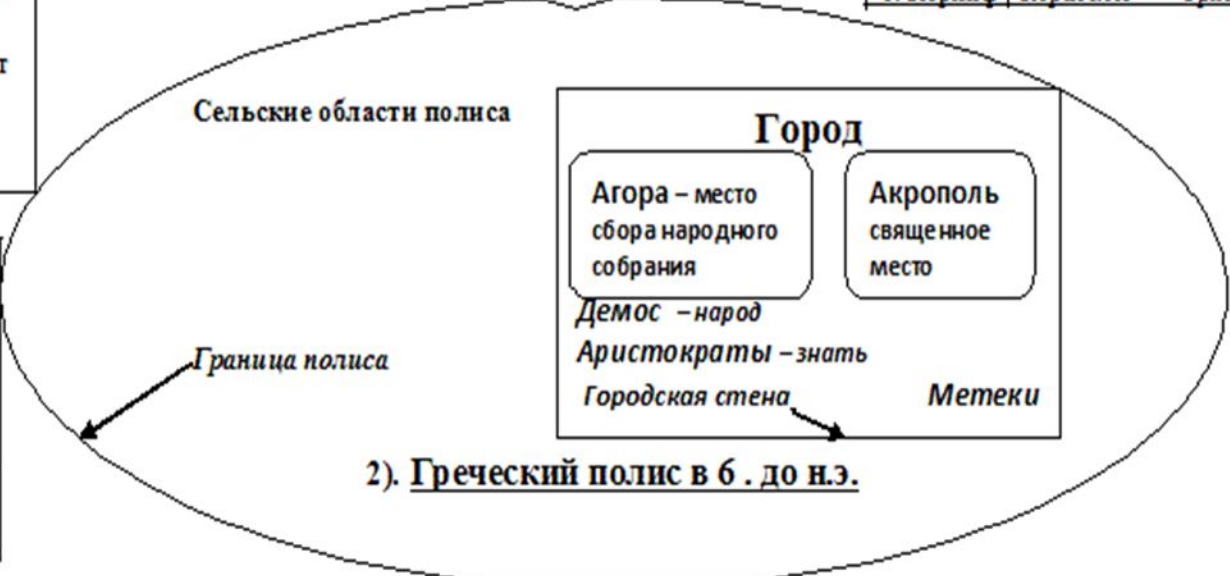 Сельские области полиса
Город
Агора – место
сбора народного
собрания
Акрополь
священное
место
Демос – народ
Аристократы – знать
Городская стена
Метеки
Граница полиса
2). Греческий полис в 6 . до н.э.